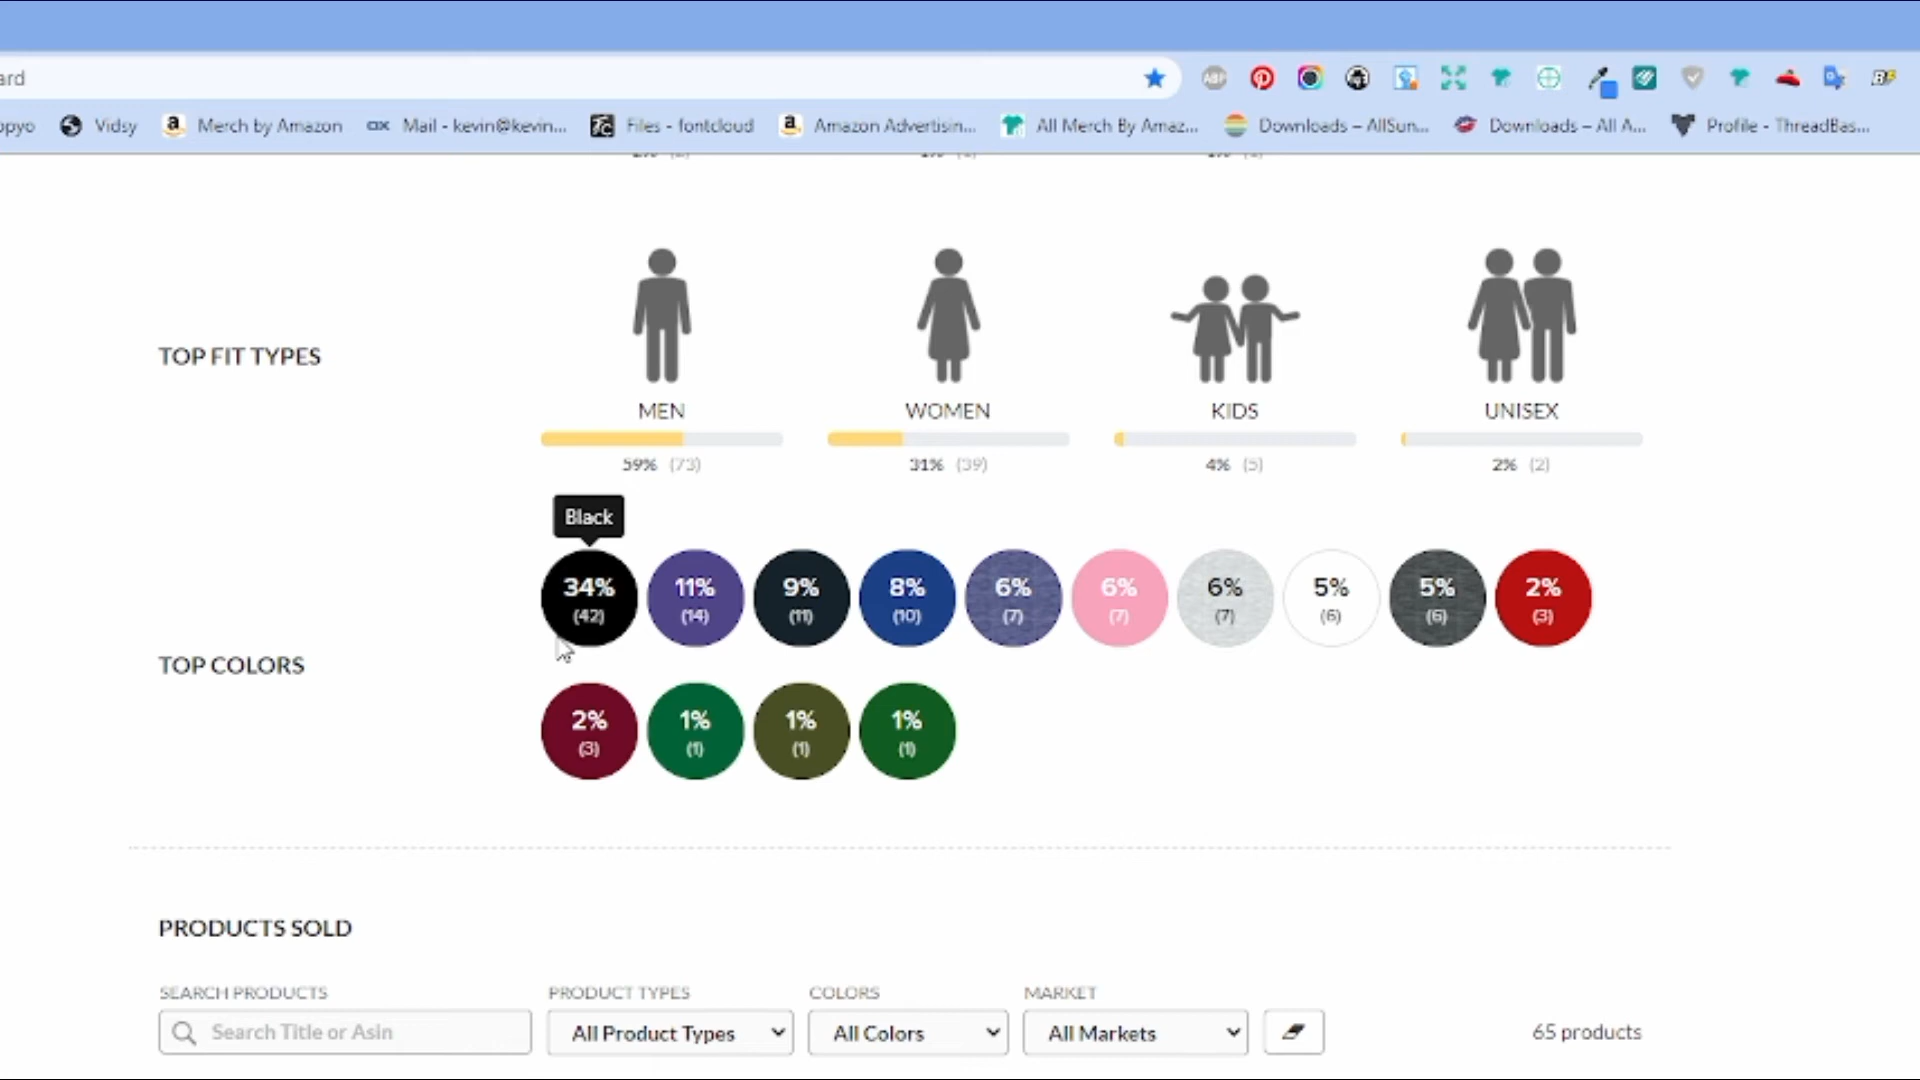 ard
ABP
opyo Vidsy Merch by Amazon Mail - kevin@kevin... Files - fontcloud Amazon Advertisin... All Merch By Amaz... Downloads – AllSun... Downloads – All A... Profile - ThreadBas...
TOP FIT TYPES
MEN WOMEN KIDS UNISEX
59% (73) 31% (39) 4% (5) 2% (2)
Black
34% 11% 9% 8% 6% 6% 6% 5% 5% 2%
(42) (14) (11) (10) (7) (7) (7) (6) (6) (3)
TOP COLORS
2% 1% 1% 1%
(3) (1) (1) (1)
PRODUCTS SOLD
SEARCH PRODUCTS PRODUCT TYPES COLORS MARKET
Search Title or Asin All Product Types All Colors All Markets 65 products